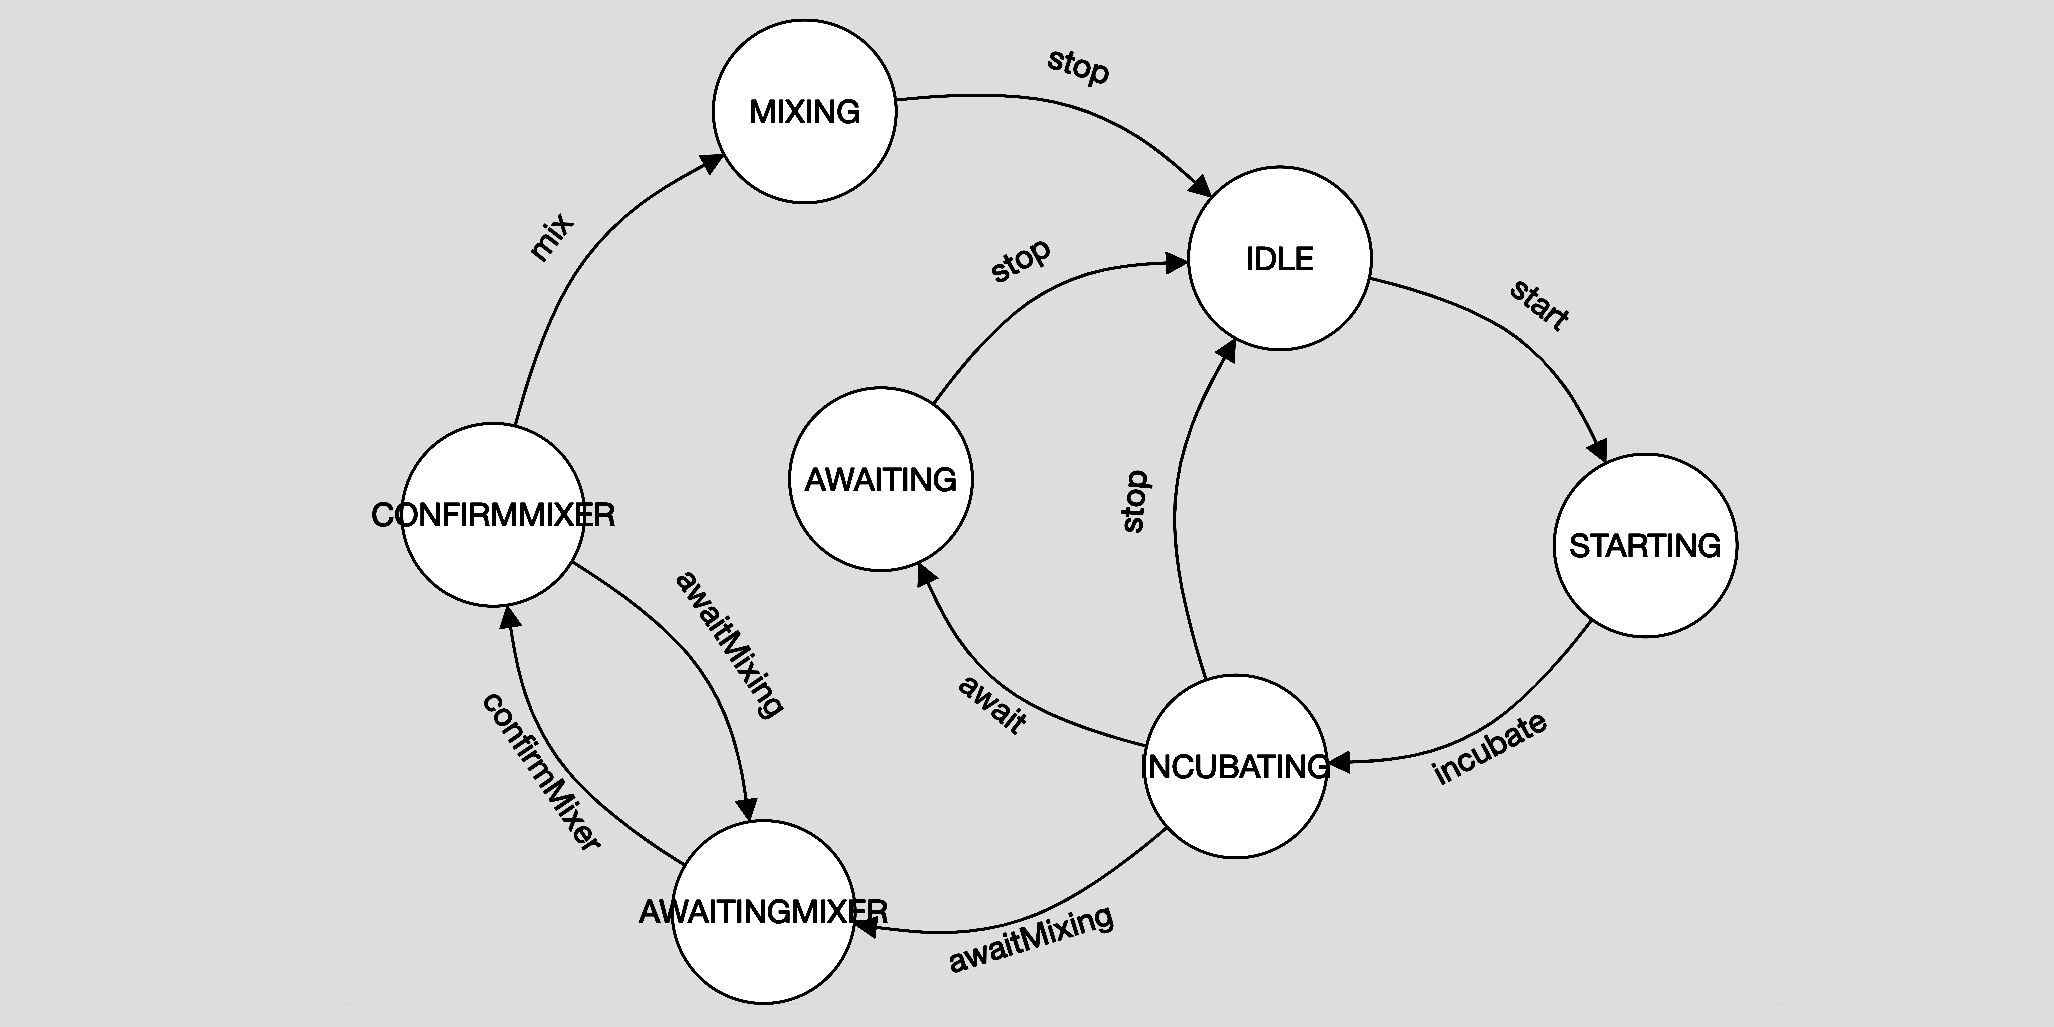 stop
MIXING
mix
stop
IDLE
start
AWAITING
stop
CONFIRMMIXER
STARTING
awaitMixing
await
incubate
confirmMixer
INCUBATING
AWAITINGMIXER
awaitMixing